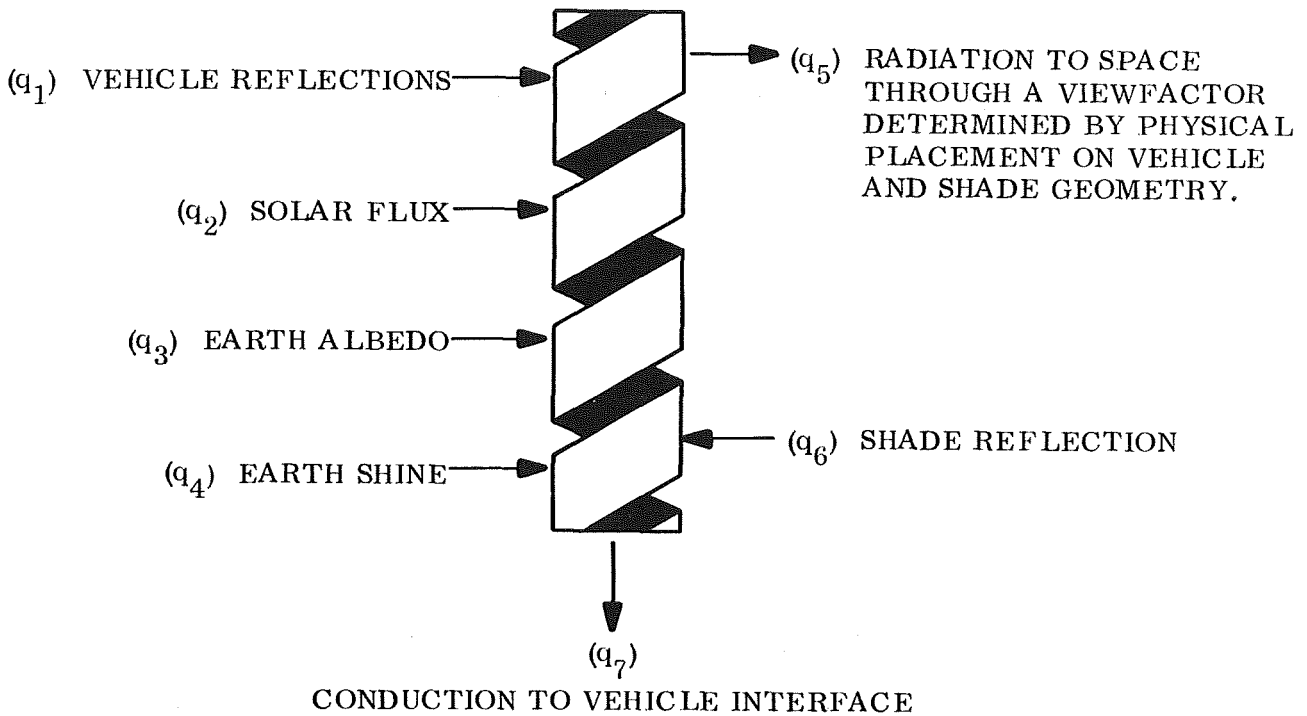 (q1) VEHICLE REFLECTIONS
(q2) SOLAR FLUX
(q3) EARTH ALBEDO
(q4) EARTH SHINE
(q5) RADIATION TO SPACE
THROUGH A VIEWFACTOR
DETERMINED BY PHYSICAL
PLACEMENT ON VEHICLE
AND SHADE GEOMETRY.
(q6) SHADE REFLECTION
(q7)
CONDUCTION TO VEHICLE INTERFACE